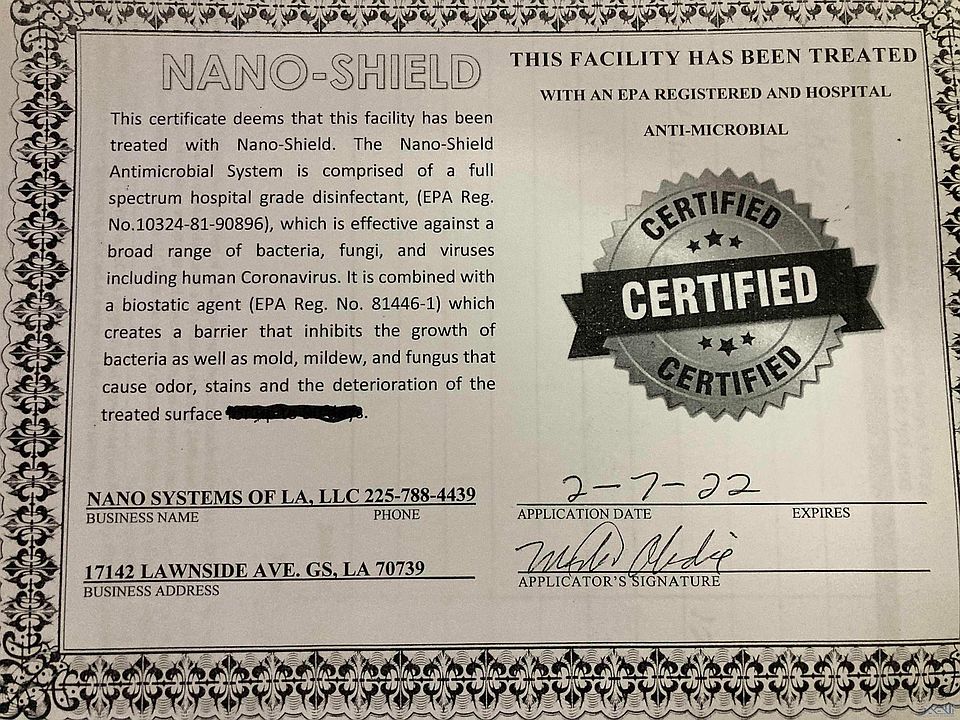 NANO-SHIELD
This certificate deems that this facility has been
treated with Nano-Shield. The Nano-Shield
Antimicrobial System is comprised of a full
spectrum hospital grade disinfectant, (EPA Reg.
No.10324-81-90896), which is effective against a
broad range of bacteria, fungi, and viruses
including human Coronavirus. It is combined with
a biostatic agent (EPA Reg. No. 81446-1) which
creates a barrier that inhibits the growth of
bacteria as well as mold, mildew, and fungus that
cause odor, stains and the deterioration of the
treated surface
NANO SYSTEMS OF LA, LLC 225-788-4439
BUSINESS NAME PHONE
17142 LAWNSIDE AVE. GS, LA 70739
BUSINESS ADDRESS
THIS FACILITY HAS BEEN TREATED
WITH AN EPA REGISTERED AND HOSPITAL
ANTI-MICROBIAL
CERTIFIED
CERTIFIED
CERTIFIED
2-7-22
APPLICATION DATE EXPIRES
APPLICATOR'S SIGNATURE